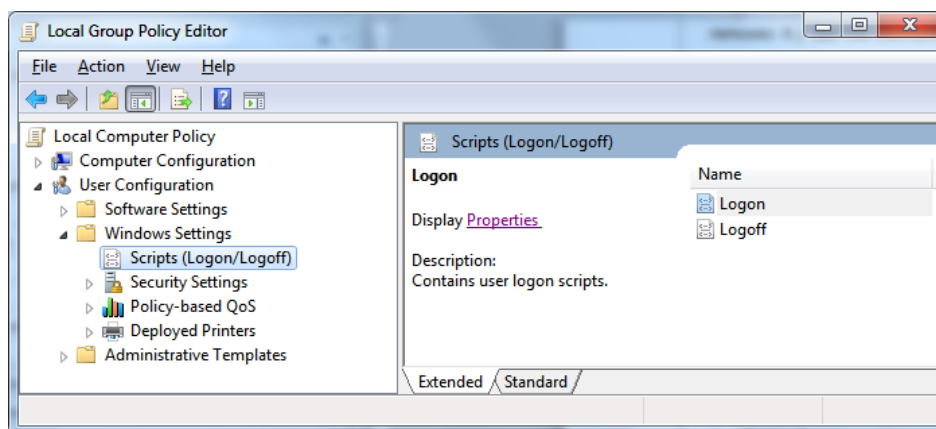 Local Group Policy Editor
File Action View Help
Local Computer Policy
Computer Configuration
User Configuration
Software Settings
Windows Settings
Scripts (Logon/Logoff)
Security Settings
Policy-based QoS
Deployed Printers
Administrative Templates
Scripts (Logon/Logoff)
Logon
Display Properties
Description:
Contains user logon scripts.
Name
Logon
Logoff
Extended Standard